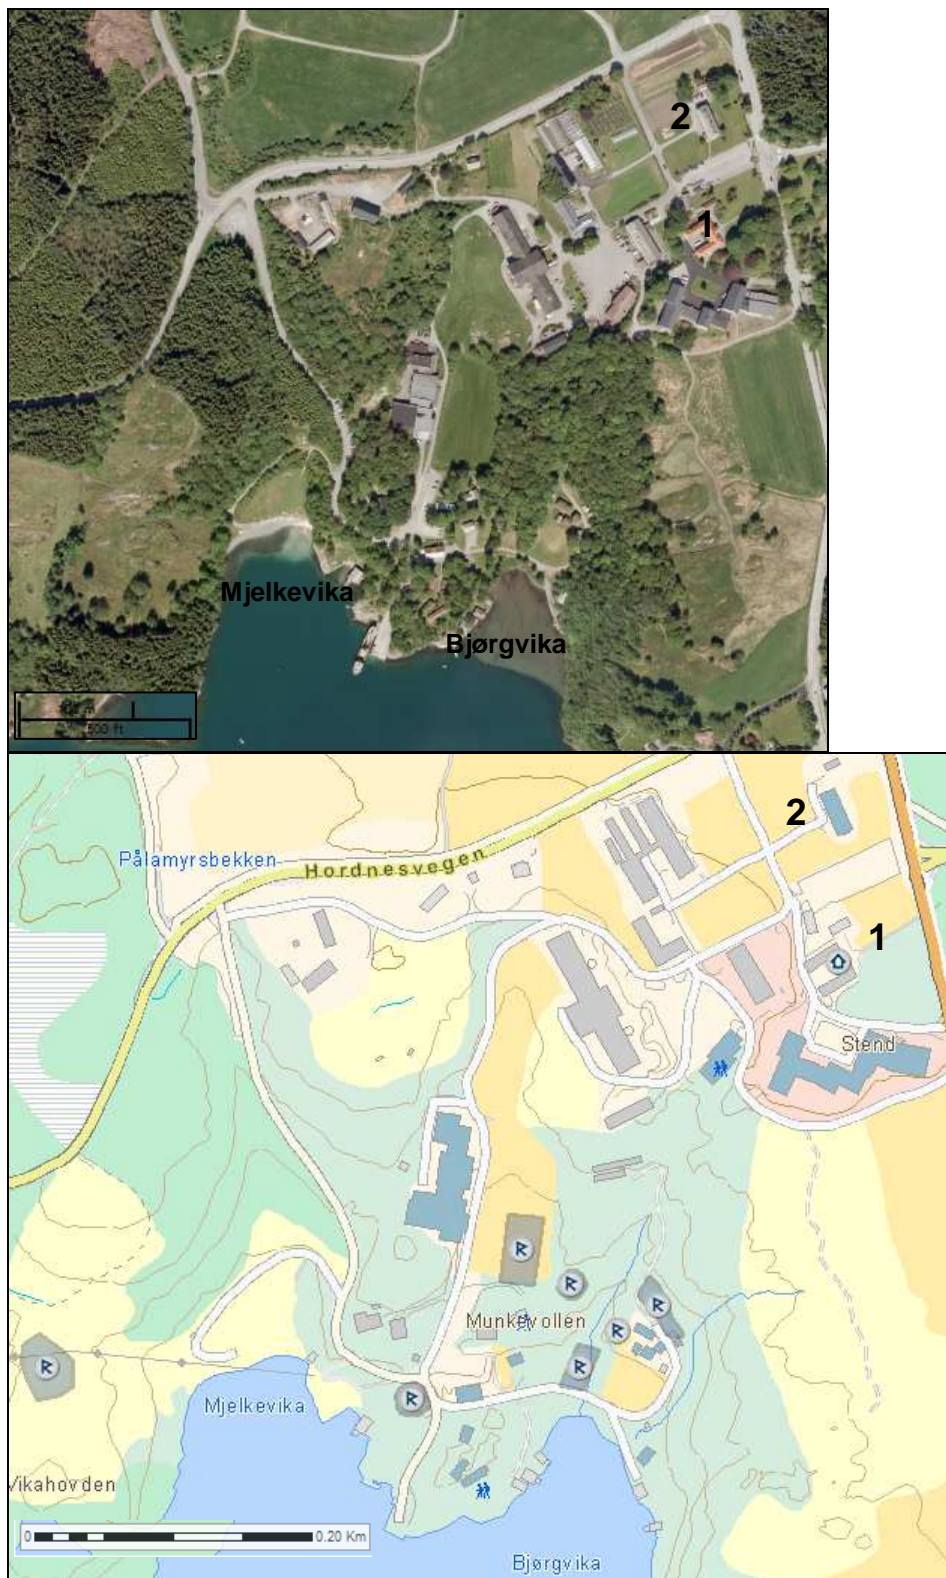 2
1
Mjelkevika
Bjørgvika
500 ft
2
Pålamyrsbekken
Hordnesvegen
1
Stend
Munkevollen
Mjelkevika
Vikahovden
0 0.20 Km
Bjørgvika